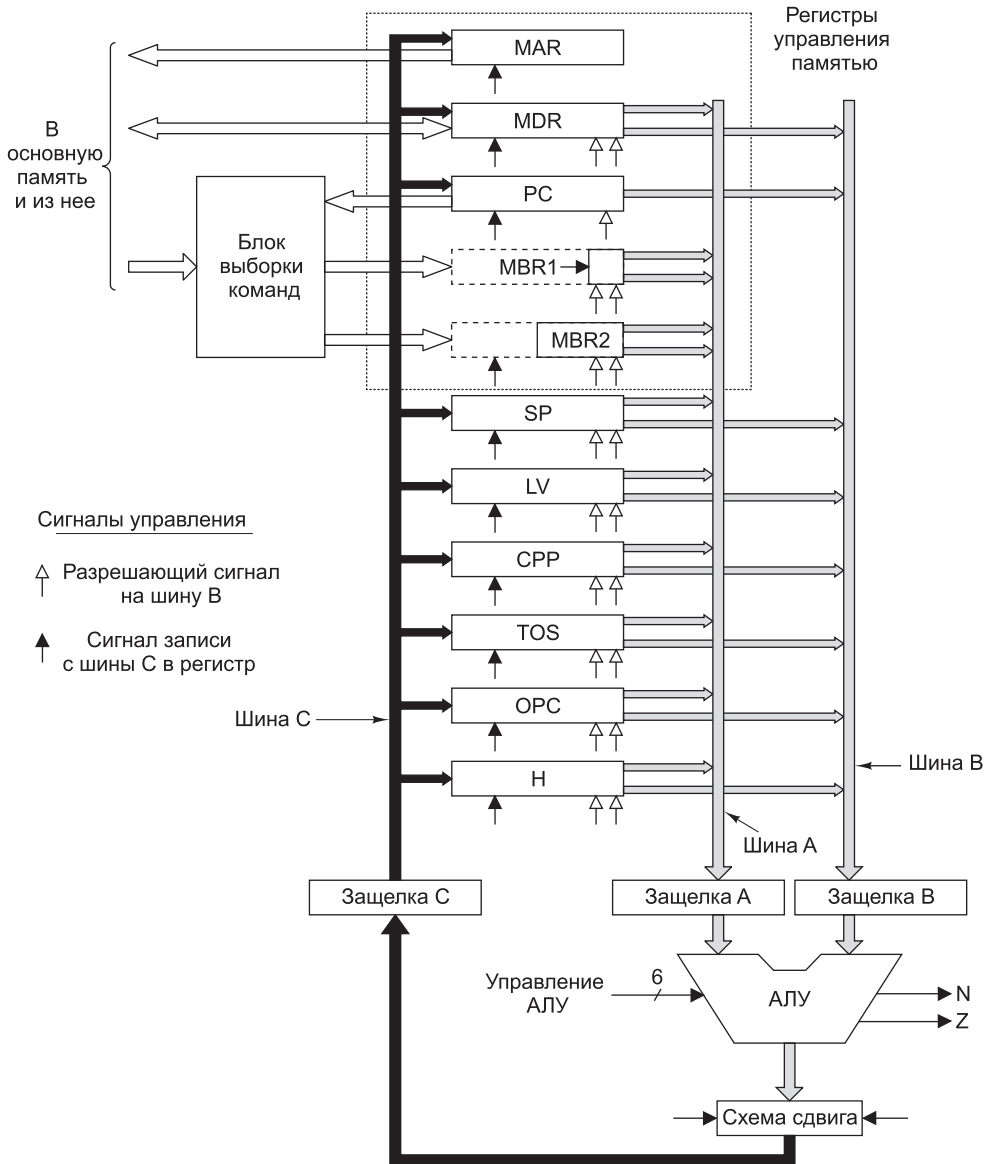 Регистры
управления
памятью
MAR
MDR
PC
MBR1
MBR2
SP
LV
CPP
TOS
OPC
H
В
основную
память
и из нее
Блок
выборки
команд
Сигналы управления
Разрешающий сигнал
на шину B
Сигнал записи
с шины C в регистр
Шина C
Шина B
Шина A
Защелка C
Защелка A
Защелка B
Управление
АЛУ
6
АЛУ
N
Z
Схема сдвига